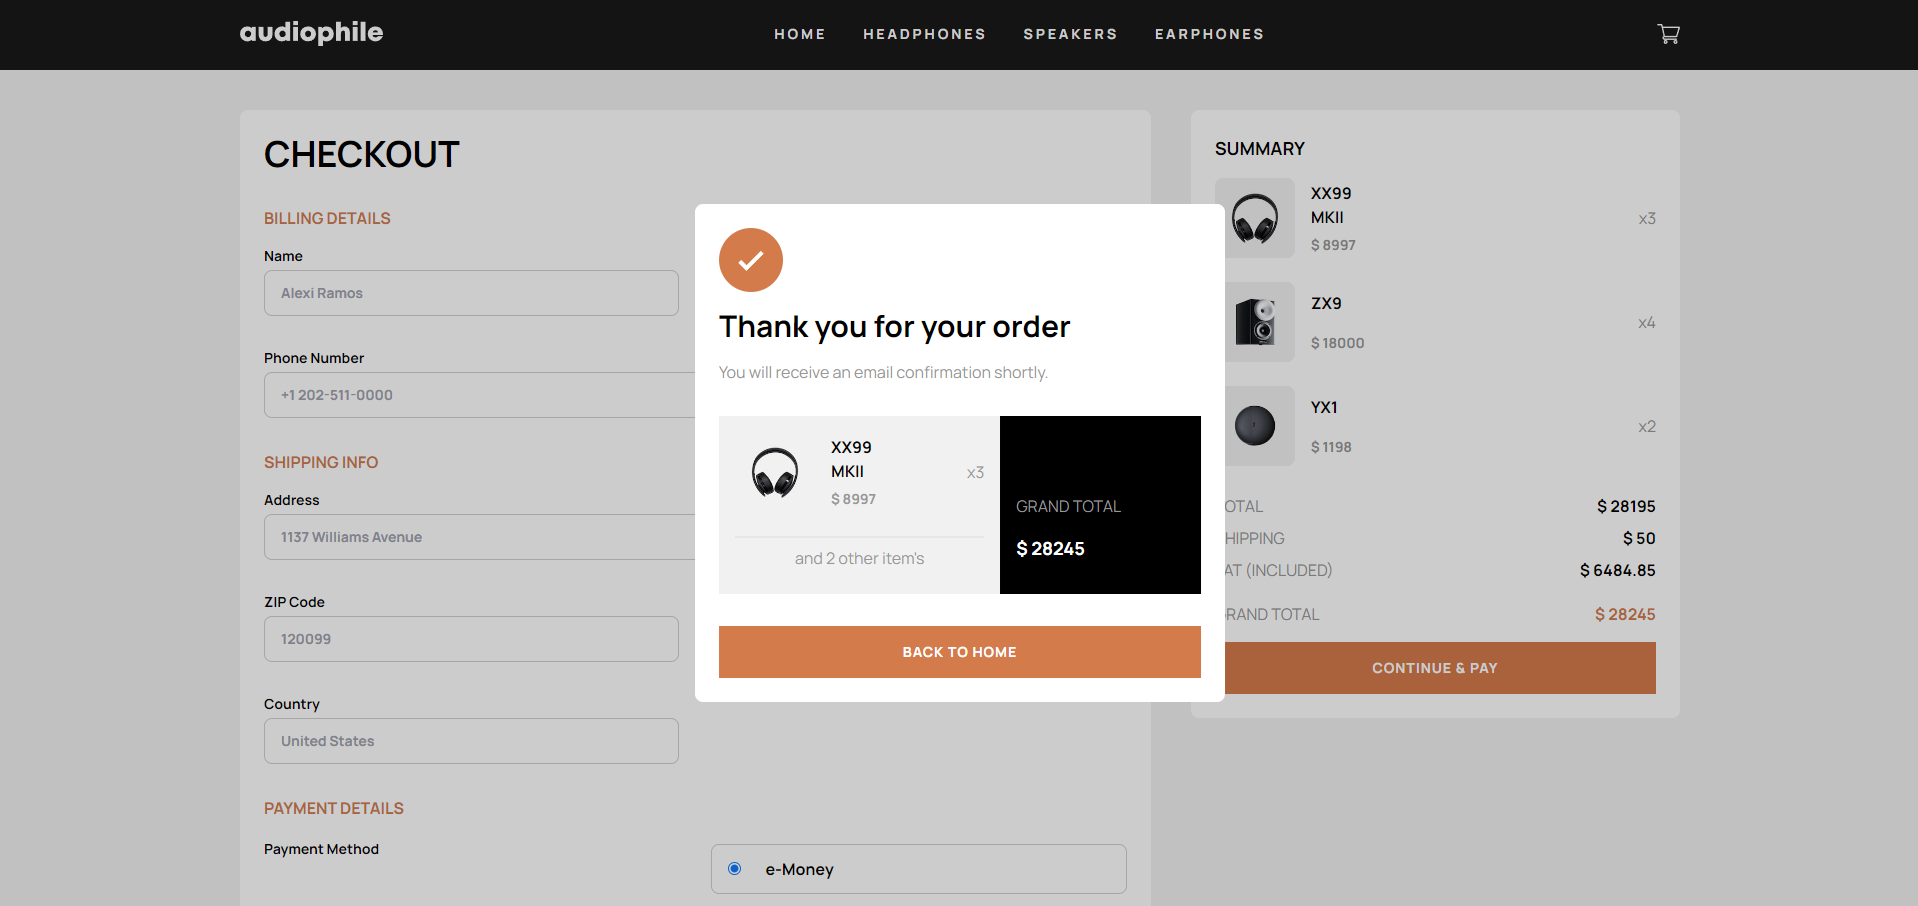 audiophile
HOME HEADPHONES SPEAKERS EARPHONES
CHECKOUT
BILLING DETAILS
Name
Alexi Ramos
Phone Number
+1 202-511-0000
SHIPPING INFO
Address
1137 Williams Avenue
ZIP Code
120099
Country
United States
PAYMENT DETAILS
Payment Method
e-Money
Thank you for your order
You will receive an email confirmation shortly.
XX99
MKII
$ 8997
x3
and 2 other item's
GRAND TOTAL
$ 28245
BACK TO HOME
SUMMARY
XX99
MKII
$ 8997
x3
ZX9
$ 18000
x4
YX1
$ 1198
x2
OTAL $ 28195
HIPPING $ 50
AT (INCLUDED) $ 6484.85
RAND TOTAL $ 28245
CONTINUE & PAY